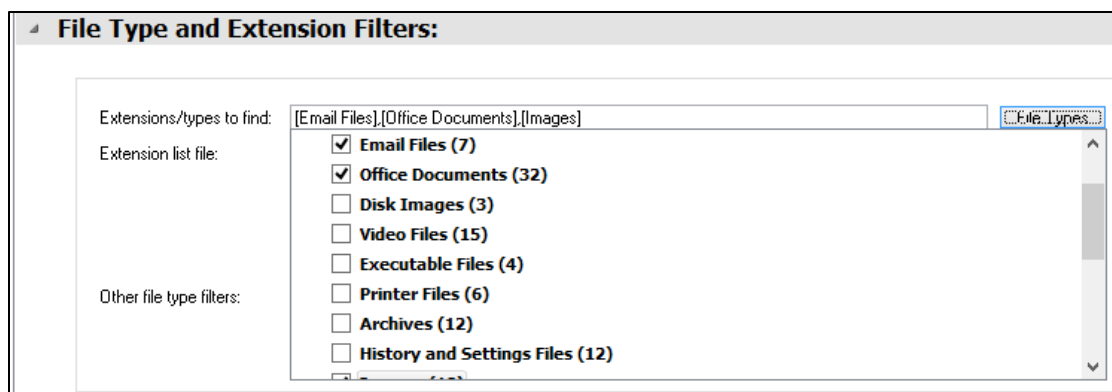 File Type and Extension Filters:
Extensions/types to find: [Email Files],[Office Documents],[Images] File Types...
Extension list file:
Email Files (7)
Office Documents (32)
Disk Images (3)
Video Files (15)
Executable Files (4)
Other file type filters:
Printer Files (6)
Archives (12)
History and Settings Files (12)